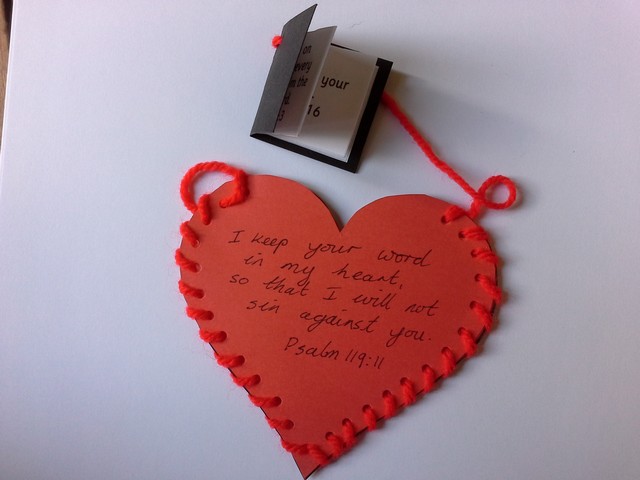 on
every
the
your
16
I keep your word
in my heart,
so that I will not
sin against you.
Psalm 119:11